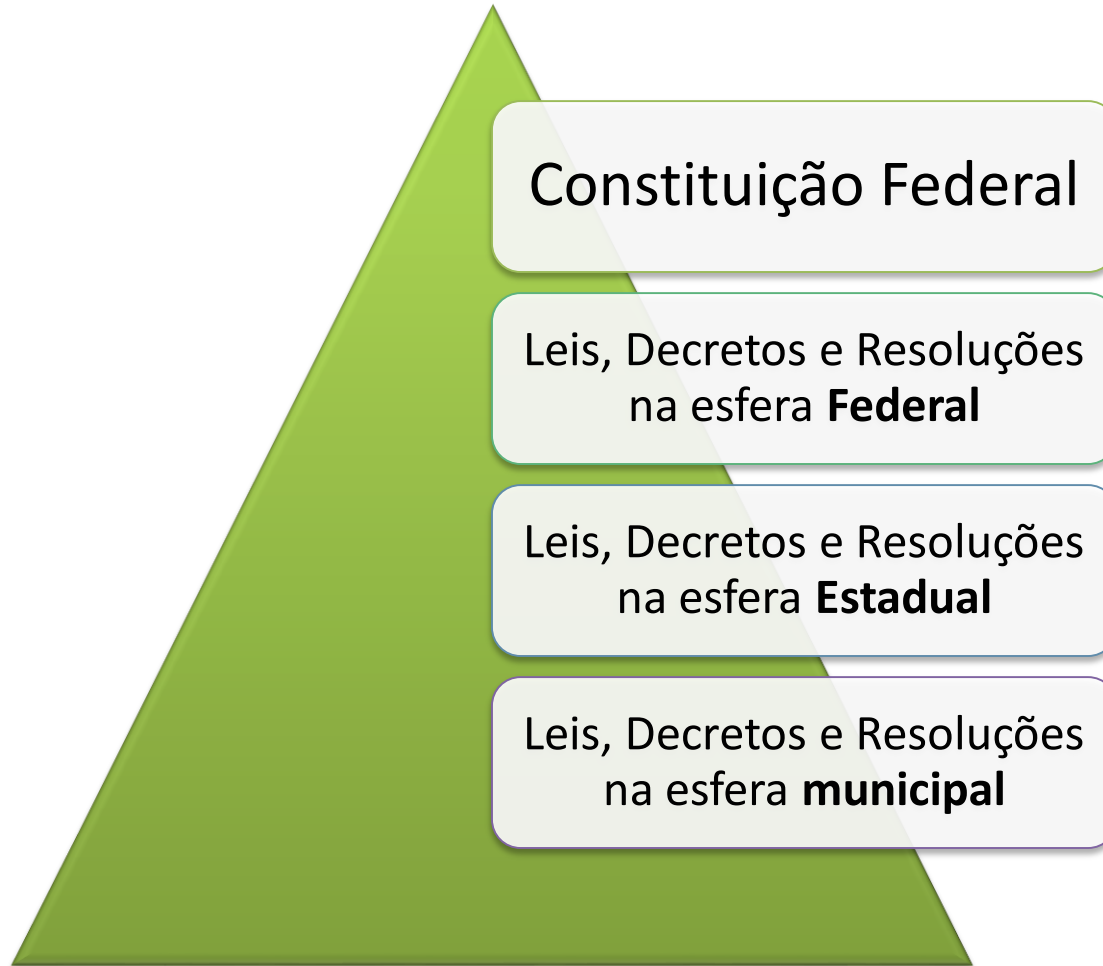 Constituição Federal
Leis, Decretos e Resoluções
na esfera Federal
Leis, Decretos e Resoluções
na esfera Estadual
Leis, Decretos e Resoluções
na esfera municipal